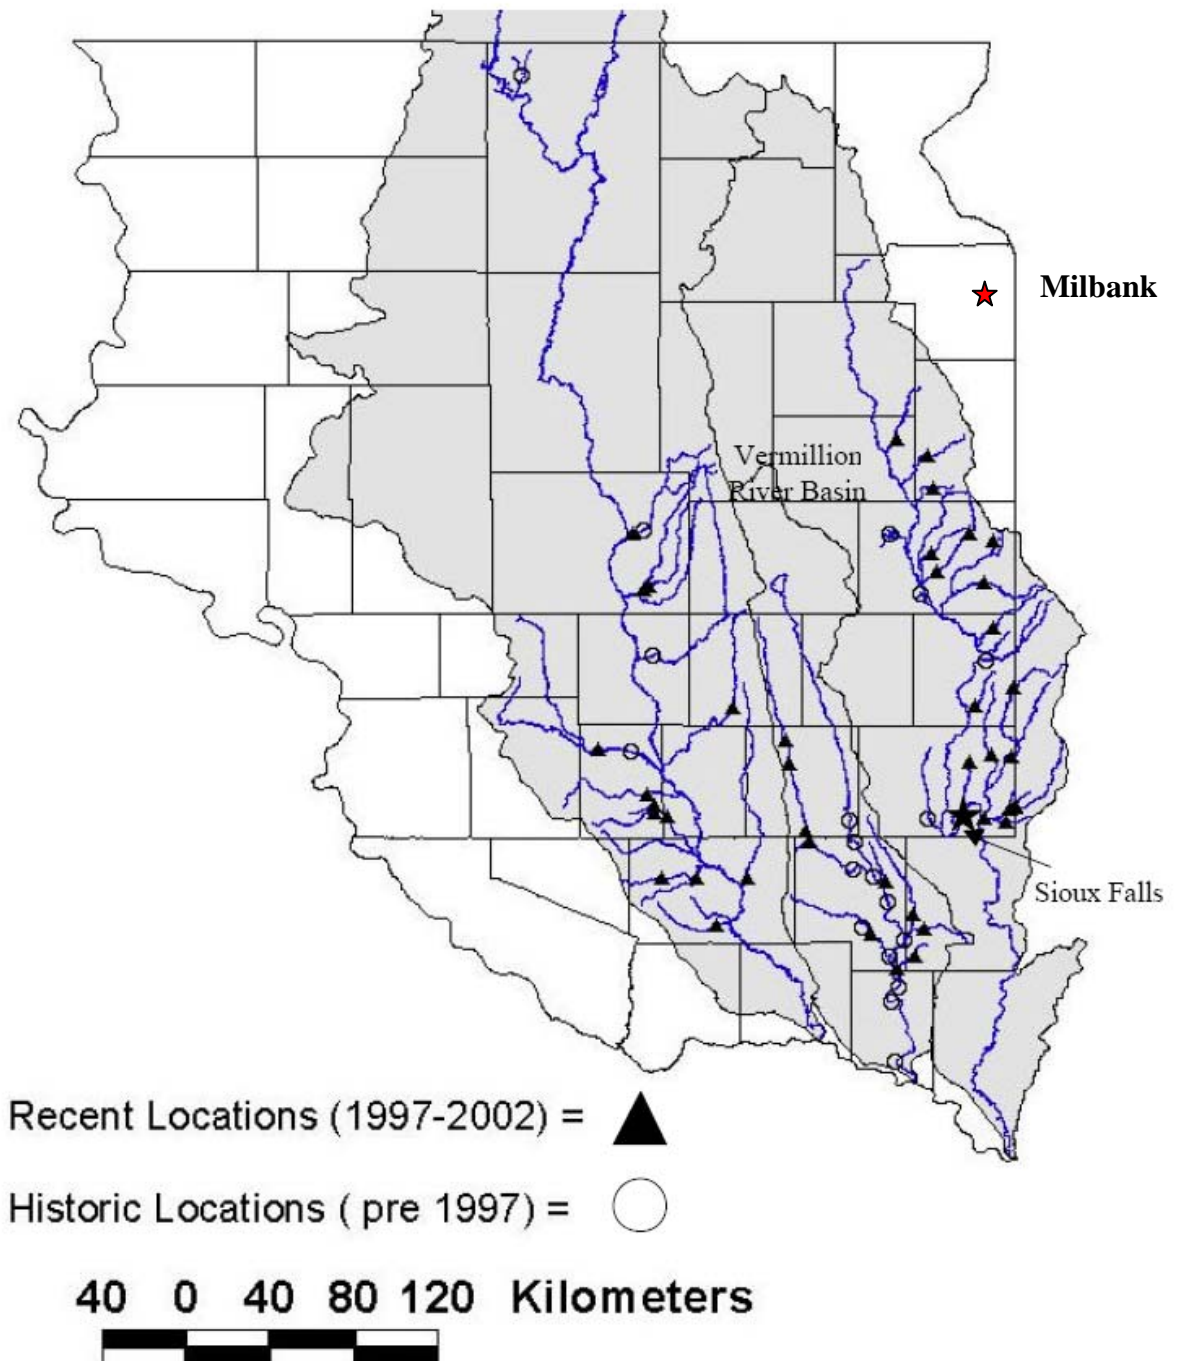 Milbank
Vermillion
River Basin
Sioux Falls
Recent Locations (1997-2002) =
Historic Locations ( pre 1997) =
40 0 40 80 120 Kilometers